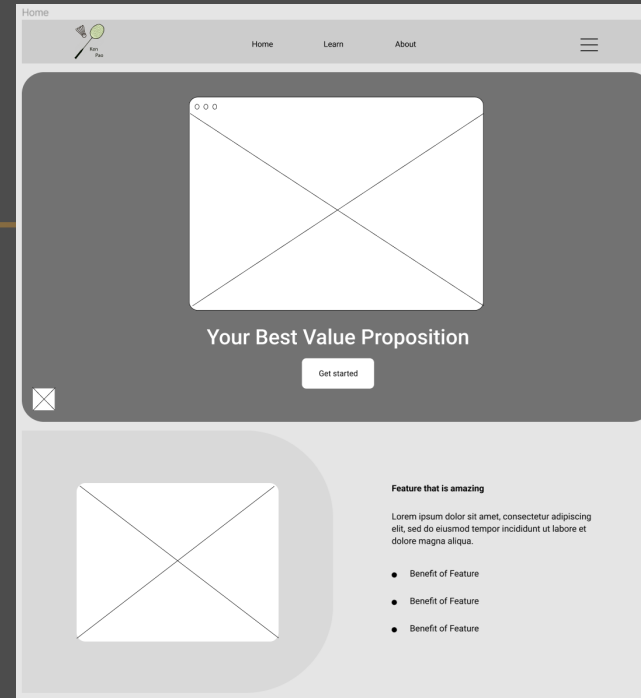 Home
Ken
Pao
Home Learn About
Your Best Value Proposition
Get started
Feature that is amazing
Lorem ipsum dolor sit amet, consectetur adipiscing
elit, sed do eiusmod tempor incididunt ut labore et
dolore magna aliqua.
Benefit of Feature
Benefit of Feature
Benefit of Feature